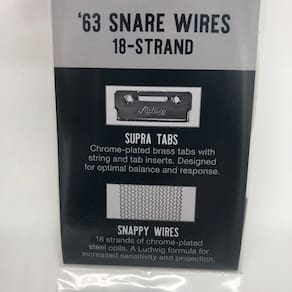 '63 SNARE WIRES
18-STRAND
Ludwig
SUPRA TABS
Chrome-plated brass tabs with
string and tab inserts. Designed
for optimal balance and response.
SNAPPY WIRES
18 strands of chrome-plated
steel coils. A Ludwig formula for
increased sensitivity and projection.